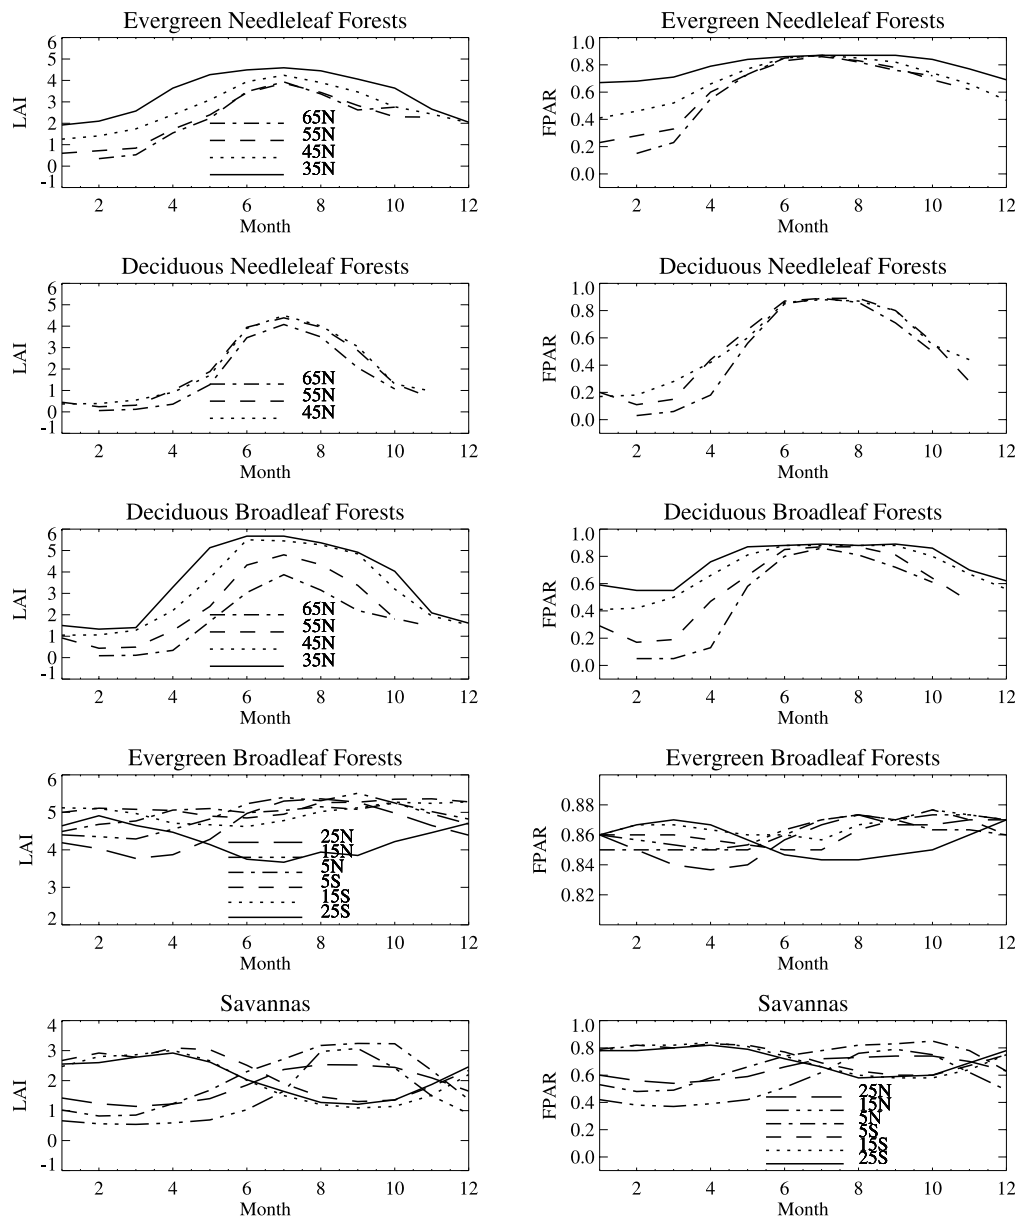 Evergreen Needleleaf Forests
6
5
4
3
2
1
0
-1
LAI
65N
55N
45N
35N
2 4 6 8 10 12
Month
Evergreen Needleleaf Forests
1.0
0.8
0.6
0.4
0.2
0.0
FPAR
2 4 6 8 10 12
Month
Deciduous Needleleaf Forests
6
5
4
3
2
1
0
-1
LAI
65N
55N
45N
2 4 6 8 10 12
Month
Deciduous Needleleaf Forests
1.0
0.8
0.6
0.4
0.2
0.0
FPAR
2 4 6 8 10 12
Month
Deciduous Broadleaf Forests
6
5
4
3
2
1
0
-1
LAI
65N
55N
45N
35N
2 4 6 8 10 12
Month
Deciduous Broadleaf Forests
1.0
0.8
0.6
0.4
0.2
0.0
FPAR
2 4 6 8 10 12
Month
Evergreen Broadleaf Forests
6
5
4
3
2
LAI
25N
15N
5N
5S
15S
25S
2 4 6 8 10 12
Month
Evergreen Broadleaf Forests
0.88
0.86
0.84
0.82
FPAR
2 4 6 8 10 12
Month
Savannas
4
3
2
1
0
-1
LAI
2 4 6 8 10 12
Month
Savannas
1.0
0.8
0.6
0.4
0.2
0.0
FPAR
25N
15N
5N
5S
15S
25S
2 4 6 8 10 12
Month